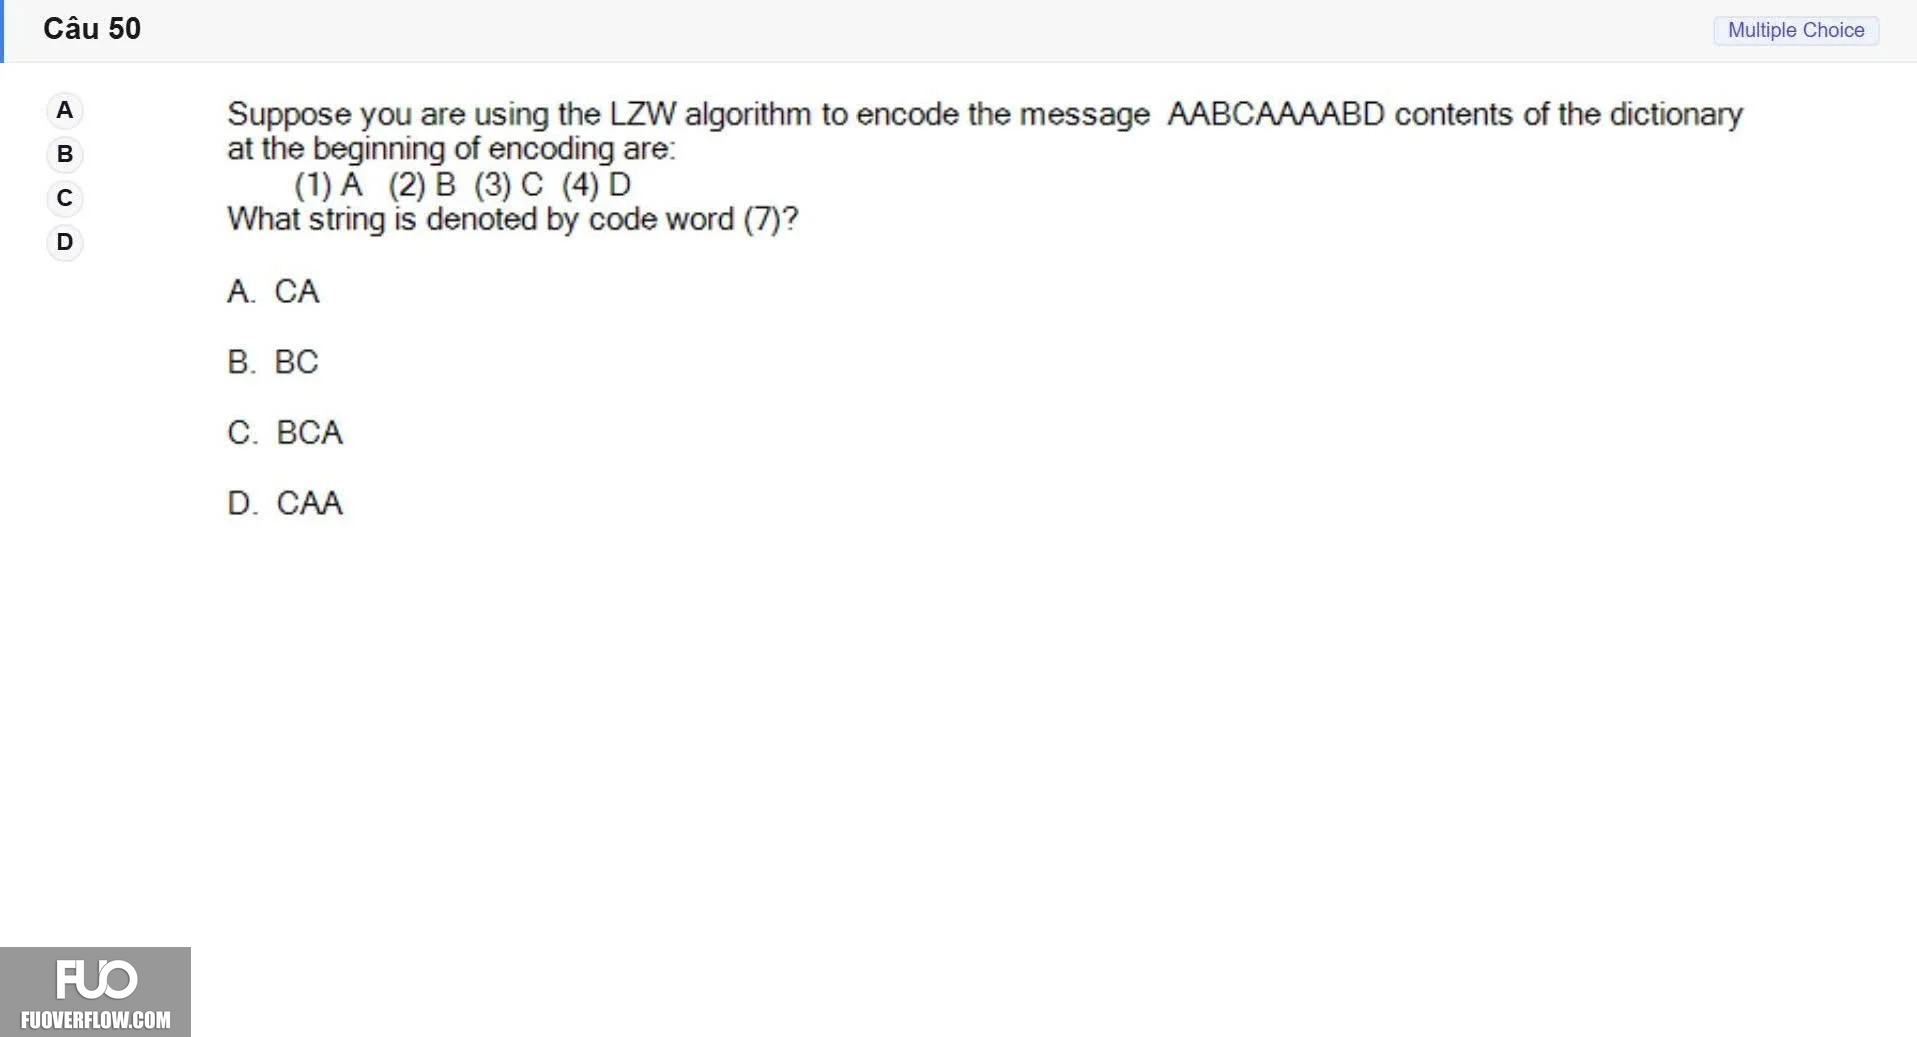 Câu 50
Multiple Choice
A
B
C
D
Suppose you are using the LZW algorithm to encode the message AABCAAAABD contents of the dictionary
at the beginning of encoding are:
(1) A (2) B (3) C (4) D
What string is denoted by code word (7)?
A. CA
B. BC
C. BCA
D. CAA
FUO
FUOVERFLOW.COM